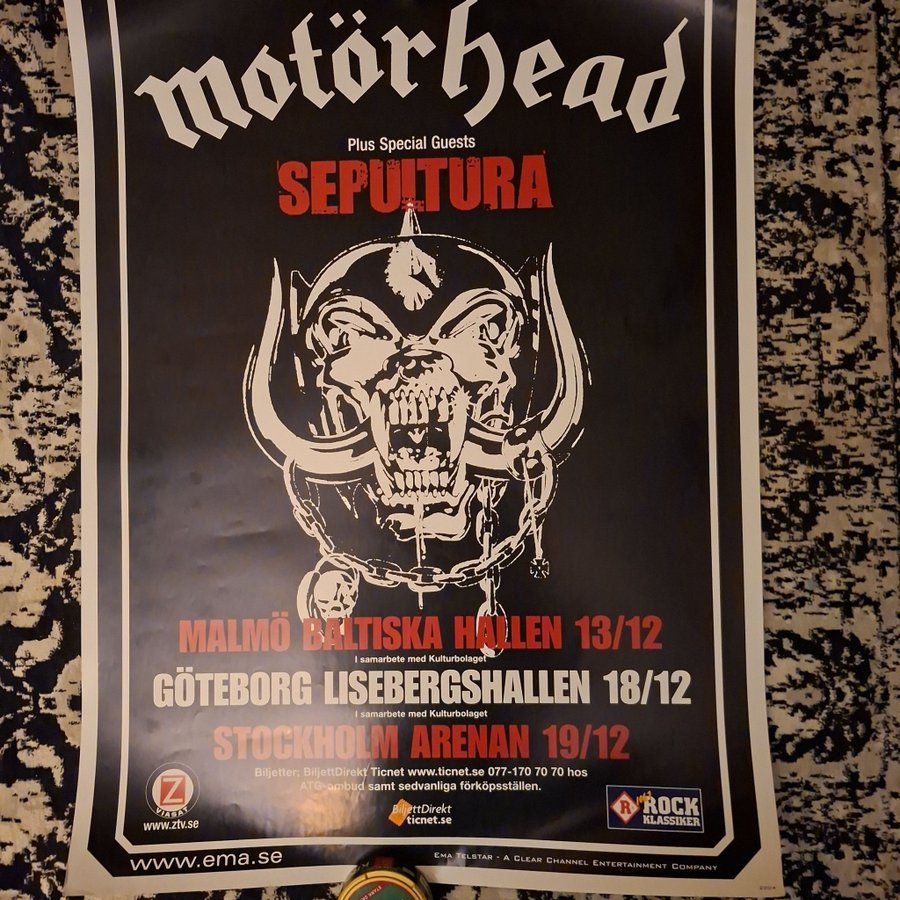 motörhead
Plus Special Guests
SEPULTURA
MALMÖ BALTISKA HALLEN 13/12
I samarbete med Kulturbolaget
GÖTEBORG LISEBERGSHALLEN 18/12
I samarbete med Kulturbolaget
STOCKHOLM ARENAN 19/12
Biljetter; BiljettDirekt Ticnet www.ticnet.se 077-170 70 70 hos
ATG-ombud samt sedvanliga förköpsställen.
Z
VIASAT
www.ztv.se
BiljettDirekt
ticnet.se
R
ROCK
KLASSIKER
www.ema.se
EMA TELSTAR - A CLEAR CHANNEL ENTERTAINMENT COMPANY